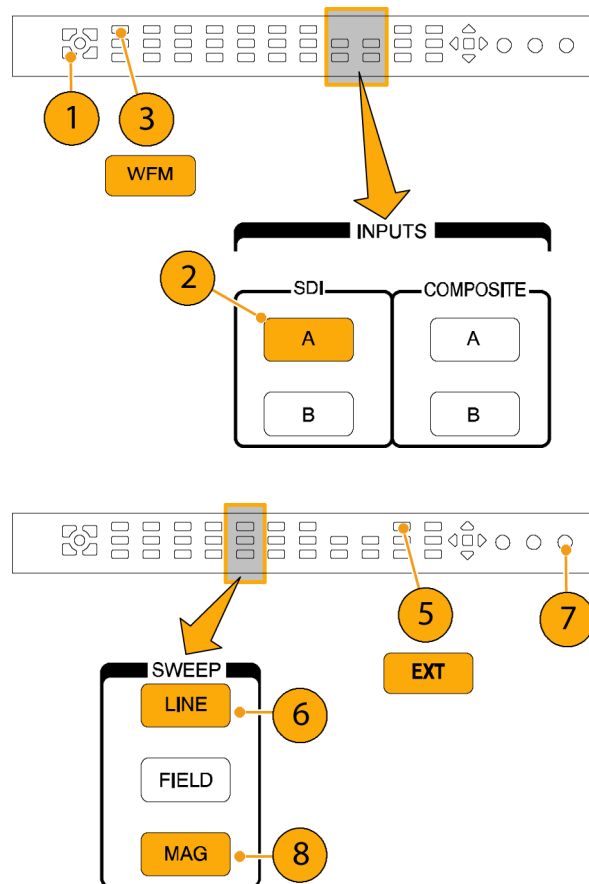 1
3
WFM
INPUTS
2
SDI
COMPOSITE
A
A
B
B
5
7
EXT
SWEEP
LINE
6
FIELD
MAG
8